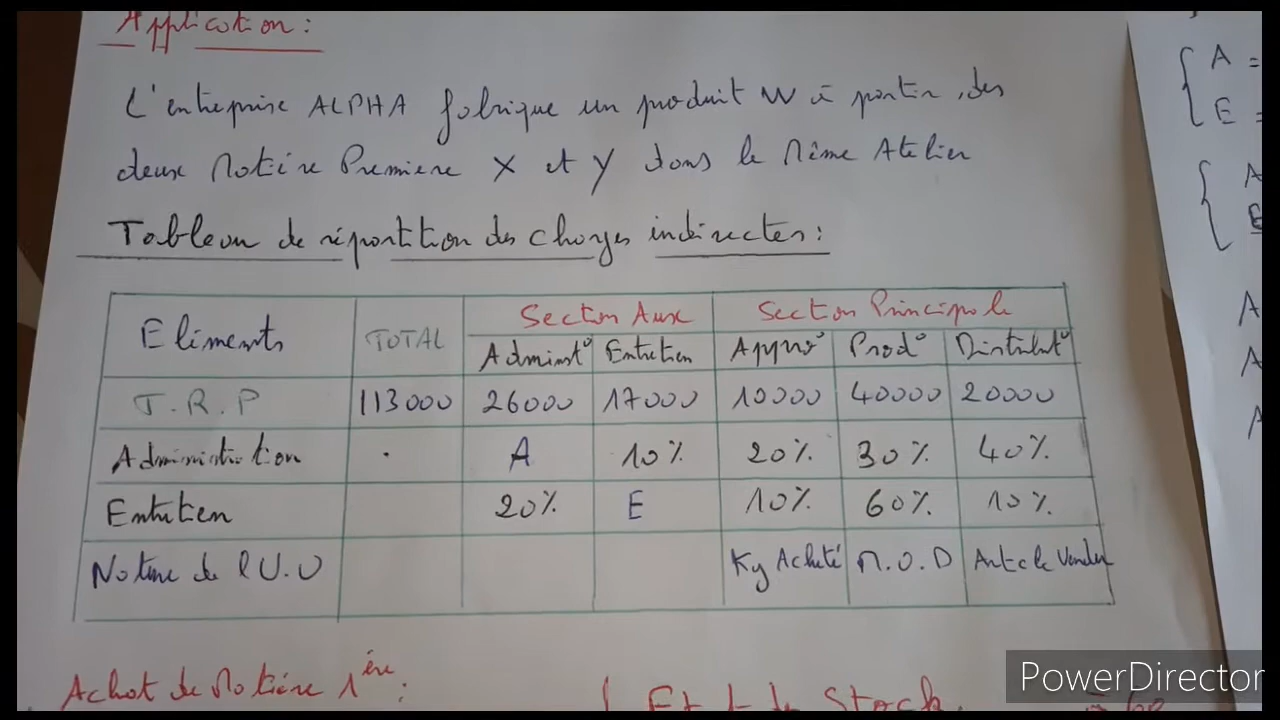 Application:
L'entreprise ALPHA fabrique un produit W à partir des
deux Matière Première X et Y dans le Même Atelier
Tableau de répartition des charges indirectes:
Eléments TOTAL Section Aux Section Principale
Administ° Entretien Appro° Prod° Distribut°
T.R.P 113000 26000 17000 10000 40000 20000
Administration . A 10% 20% 30% 40%
Entretien 20% E 10% 60% 10%
Nature de l'U.O Kg Acheté M.O.D Article Vendu
Achat de Matière 1ère:
Stock.
A =
E =
A
E
A
A
A
PowerDirector